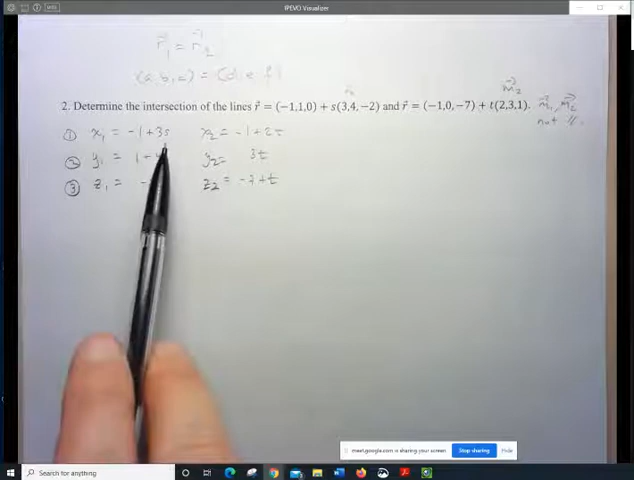 IPEVO Visualizer
r⃗₁ = r⃗₂
(a, b, c) = (d, e, f)
m⃗₂
2. Determine the intersection of the lines r⃗ = (−1,1,0) + s(3,4,−2) and r⃗ = (−1,0,−7) + t(2,3,1). m⃗₁, m⃗₂
not //
① x₁ = −1 + 3s x₂ = −1 + 2t
② y₁ = 1 + y₂ = 3t
③ z₁ = − z₂ = −7 + t
meet.google.com is sharing your screen. Stop sharing Hide
Search for anything